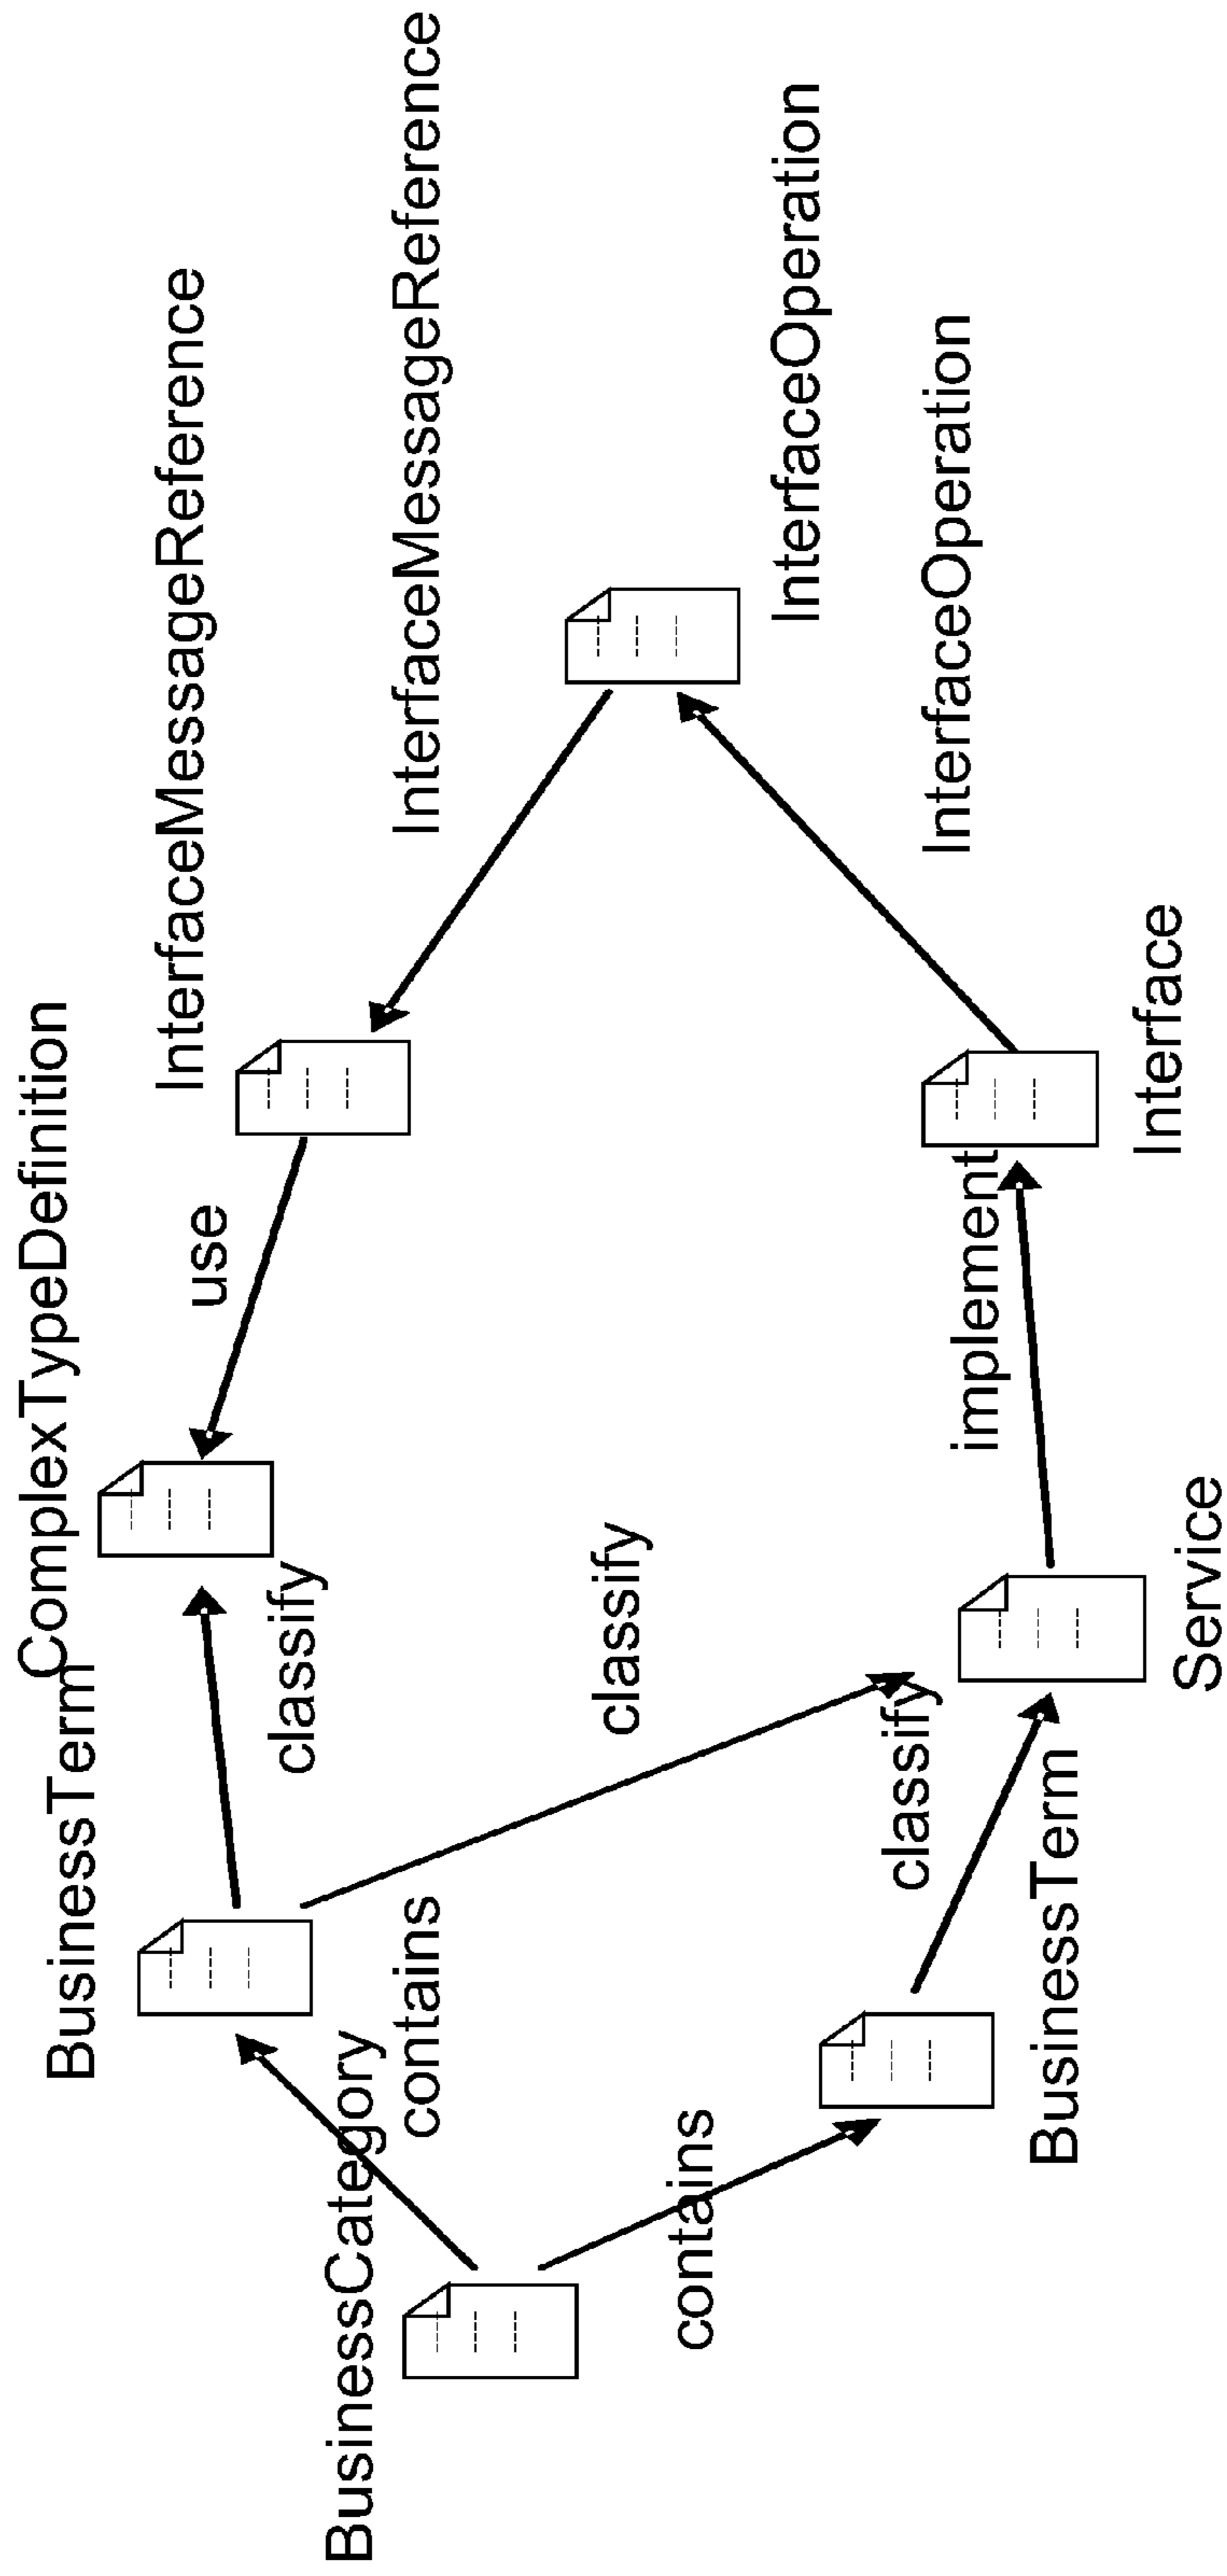 ComplexTypeDefinition
BusinessTerm
InterfaceMessageReference
use
classify
BusinessCategory
contains
InterfaceMessageReference
classify
contains
InterfaceOperation
classify
implement
InterfaceOperation
BusinessTerm
Interface
Service